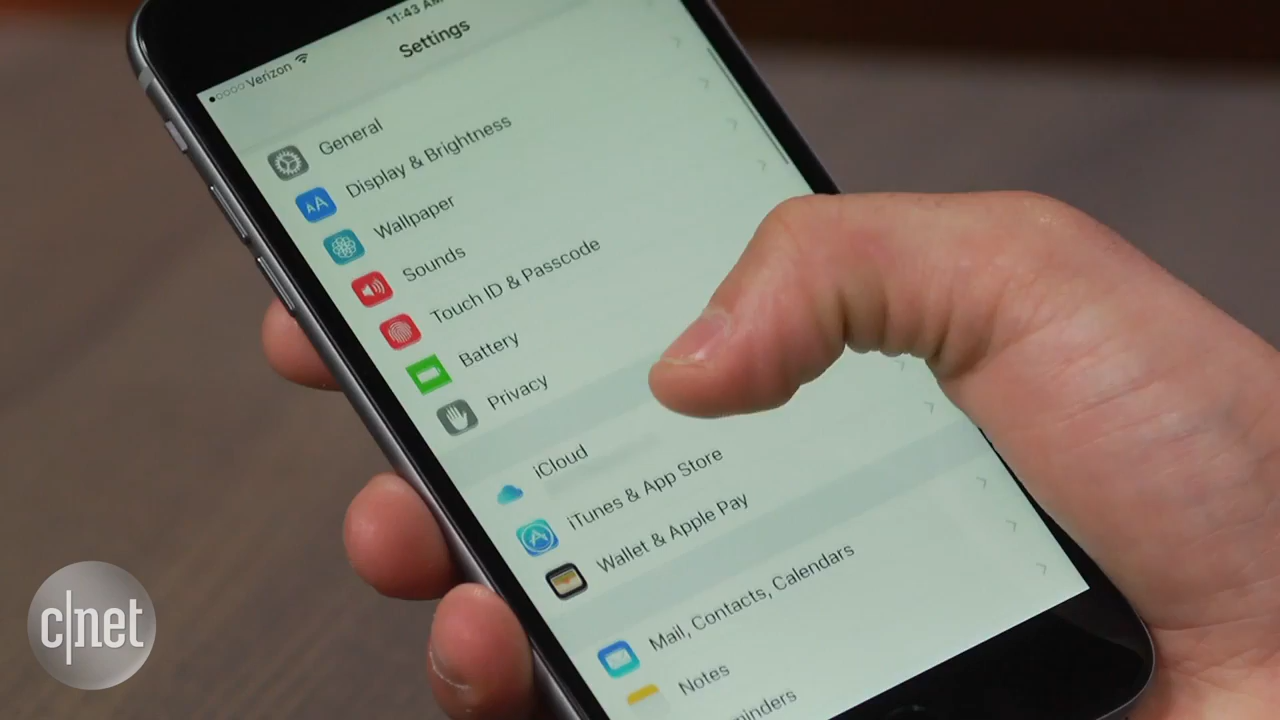 11:43 AM
Verizon
Settings
General
Display & Brightness
Wallpaper
Sounds
Touch ID & Passcode
Battery
Privacy
iCloud
iTunes & App Store
Wallet & Apple Pay
Mail, Contacts, Calendars
Notes
minders
c|net